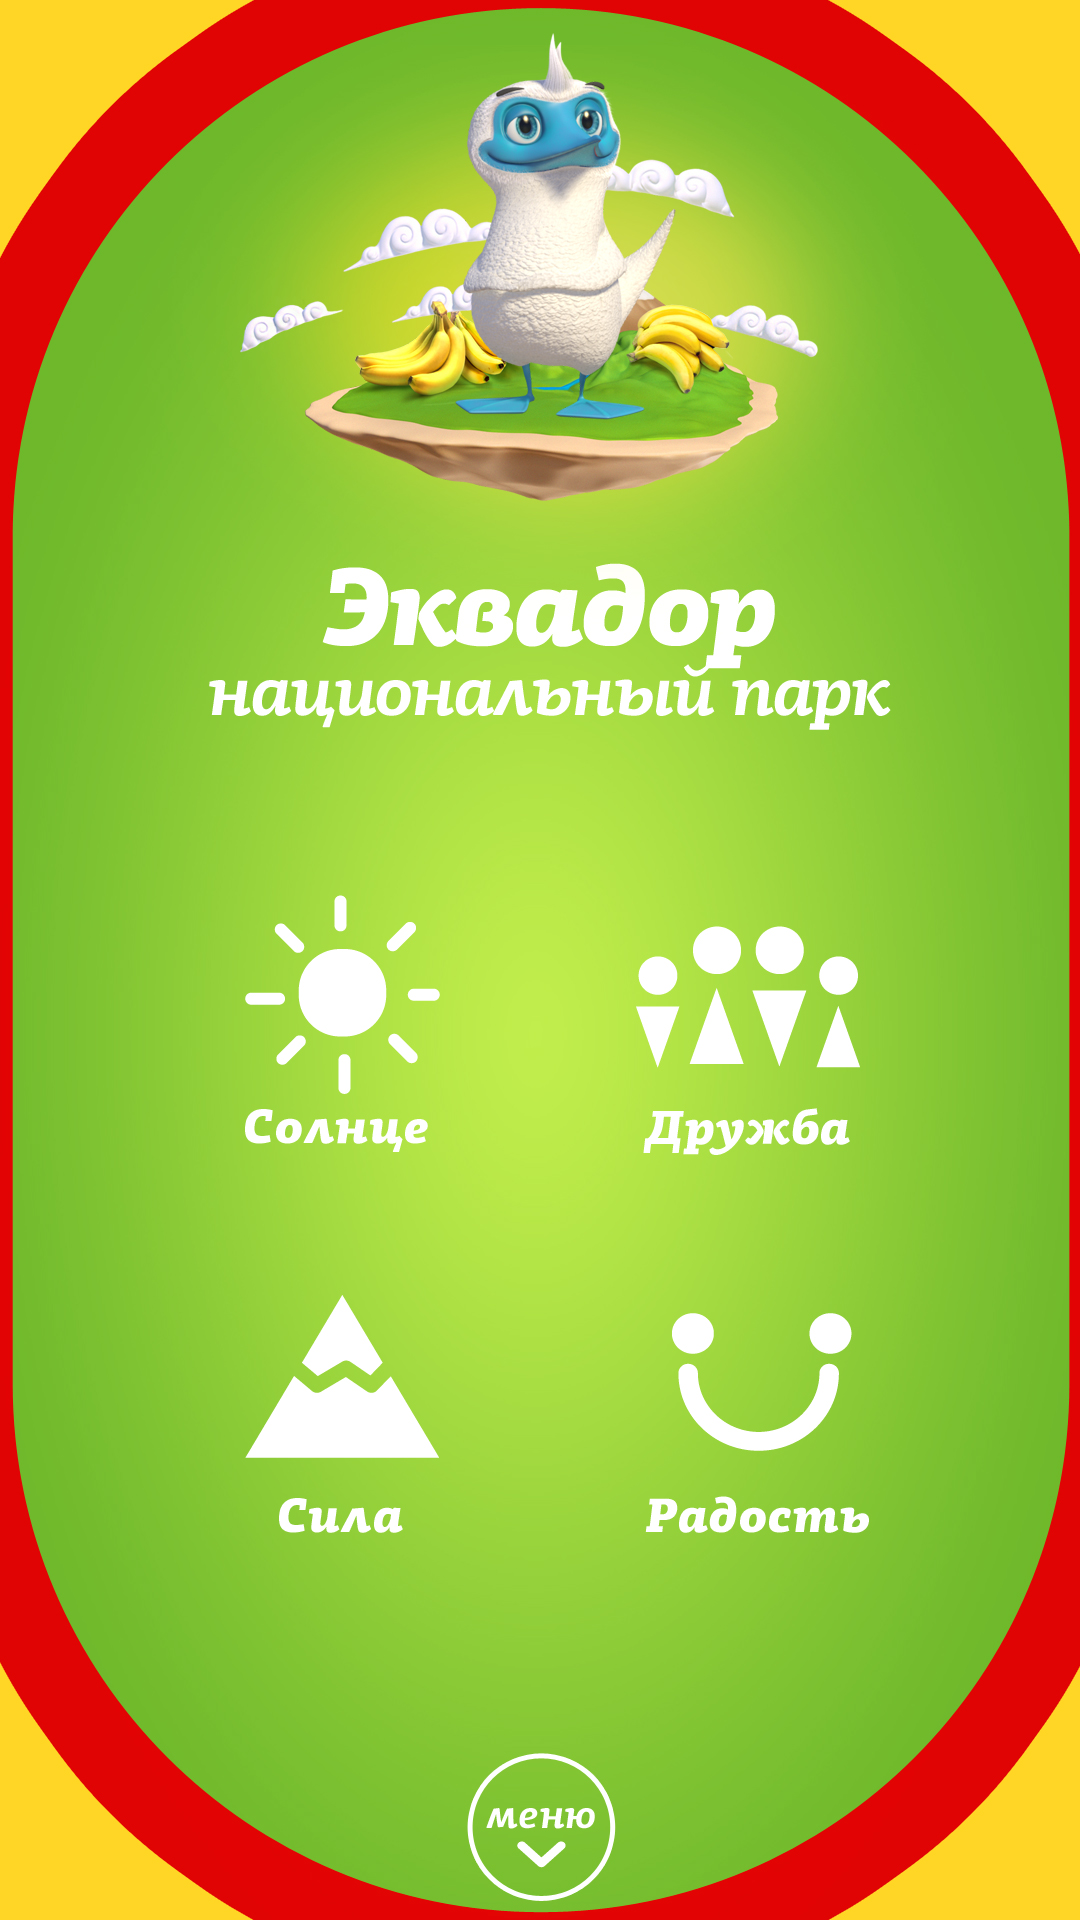 Эквадор
национальный парк
Солнце
Дружба
Сила
Радость
меню